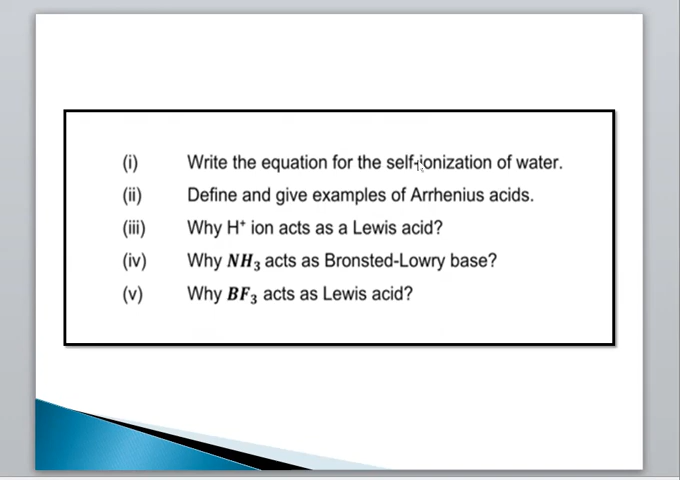 (i) Write the equation for the self-ionization of water.
(ii) Define and give examples of Arrhenius acids.
(iii) Why H⁺ ion acts as a Lewis acid?
(iv) Why NH₃ acts as Bronsted-Lowry base?
(v) Why BF₃ acts as Lewis acid?